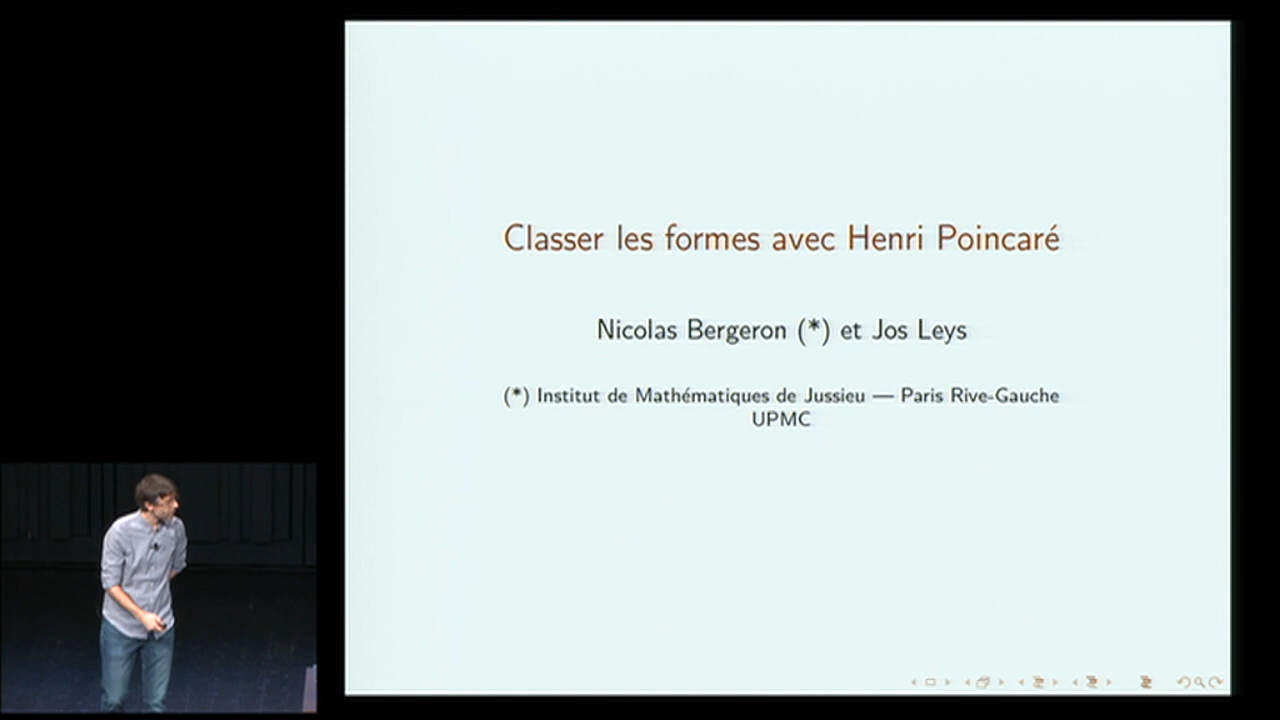 Classer les formes avec Henri Poincaré
Nicolas Bergeron (*) et Jos Leys
(*) Institut de Mathématiques de Jussieu — Paris Rive-Gauche
UPMC